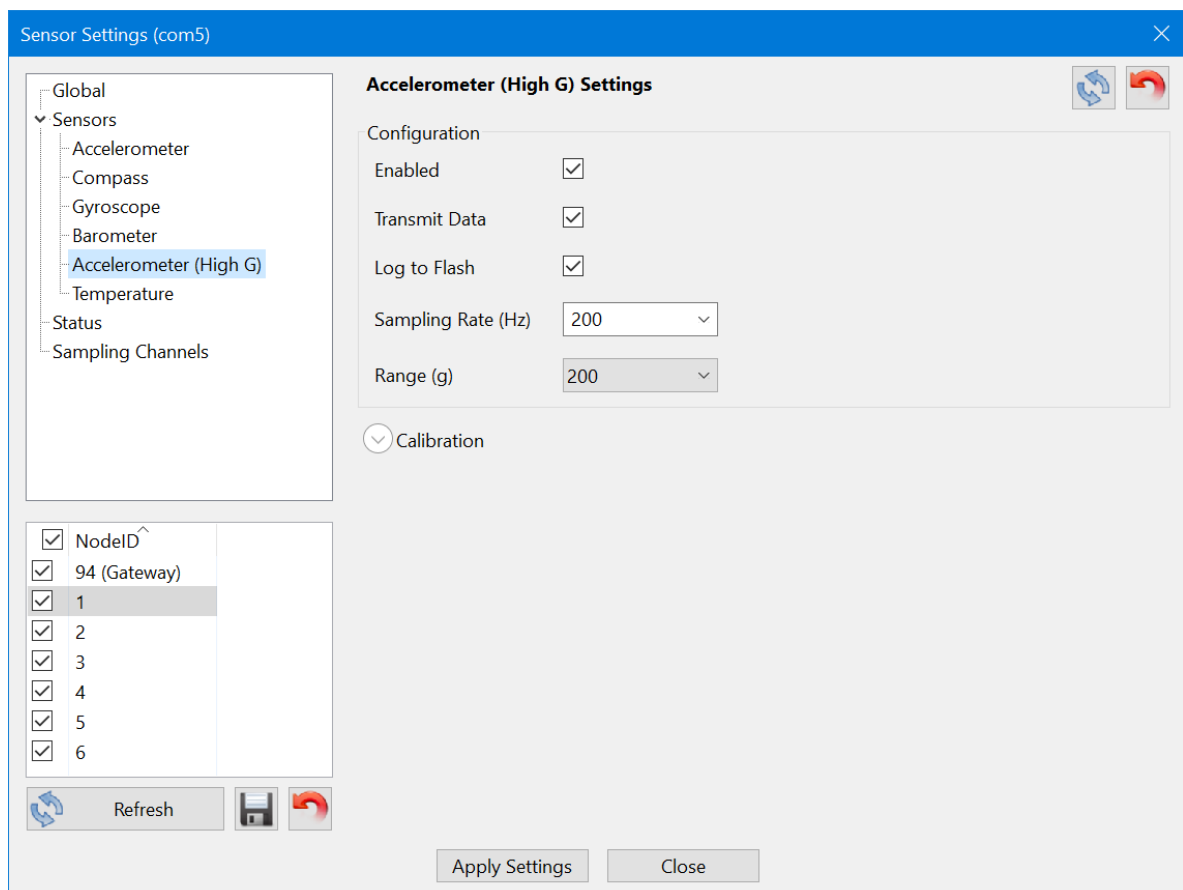 Sensor Settings (com5)
Global
Sensors
Accelerometer
Compass
Gyroscope
Barometer
Accelerometer (High G)
Temperature
Status
Sampling Channels
Accelerometer (High G) Settings
Configuration
Enabled
Transmit Data
Log to Flash
Sampling Rate (Hz) 200
Range (g) 200
Calibration
NodeID
94 (Gateway)
1
2
3
4
5
6
Refresh
Apply Settings Close